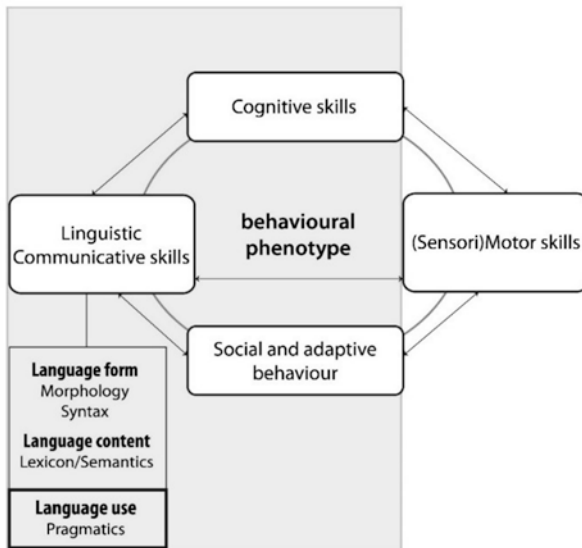 Cognitive skills
Linguistic
Communicative skills
behavioural
phenotype
(Sensori)Motor skills
Social and adaptive
behaviour
Language form
Morphology
Syntax
Language content
Lexicon/Semantics
Language use
Pragmatics